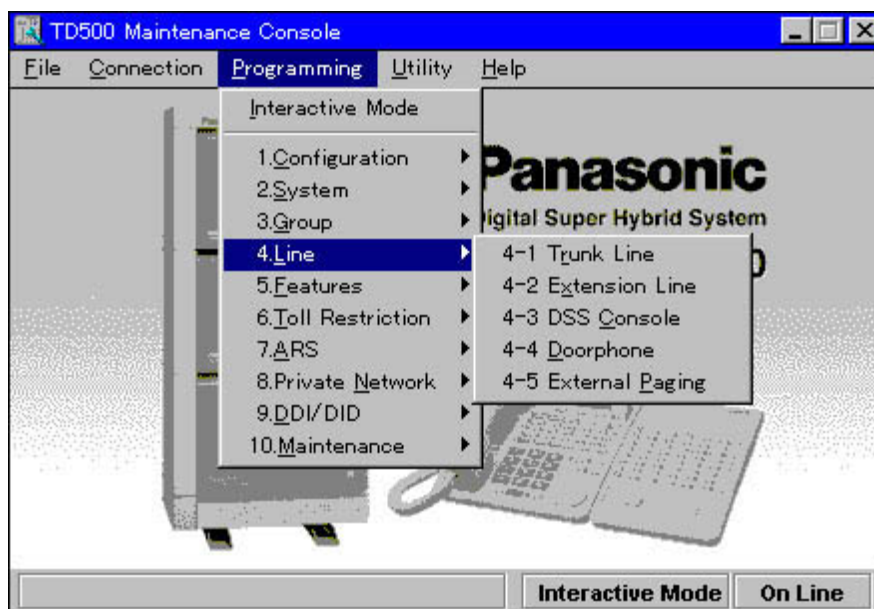 TD500 Maintenance Console
File Connection Programming Utility Help
Interactive Mode
1.Configuration
2.System
3.Group
4.Line
5.Features
6.Toll Restriction
7.ARS
8.Private Network
9.DDI/DID
10.Maintenance
4-1 Trunk Line
4-2 Extension Line
4-3 DSS Console
4-4 Doorphone
4-5 External Paging
Panasonic
Digital Super Hybrid System
Interactive Mode On Line